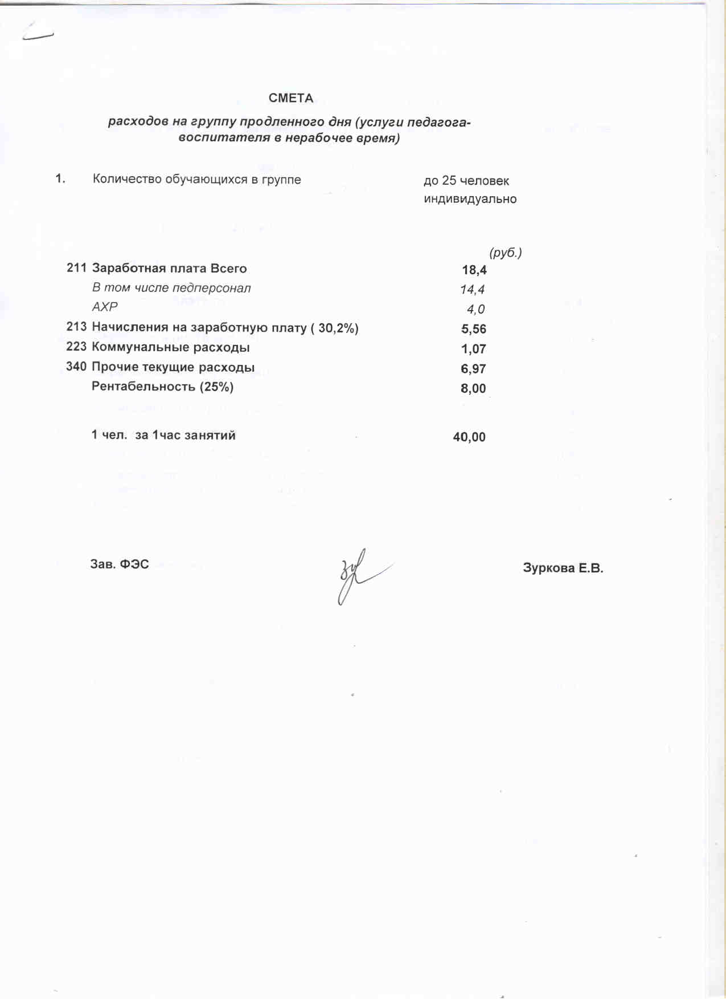 СМЕТА
расходов на группу продленного дня (услуги педагога-
воспитателя в нерабочее время)
1. Количество обучающихся в группе до 25 человек
индивидуально
(руб.)
211 Заработная плата Всего 18,4
В том числе педперсонал 14,4
АХР 4,0
213 Начисления на заработную плату ( 30,2%) 5,56
223 Коммунальные расходы 1,07
340 Прочие текущие расходы 6,97
Рентабельность (25%) 8,00
1 чел. за 1час занятий 40,00
Зав. ФЭС Зуркова Е.В.